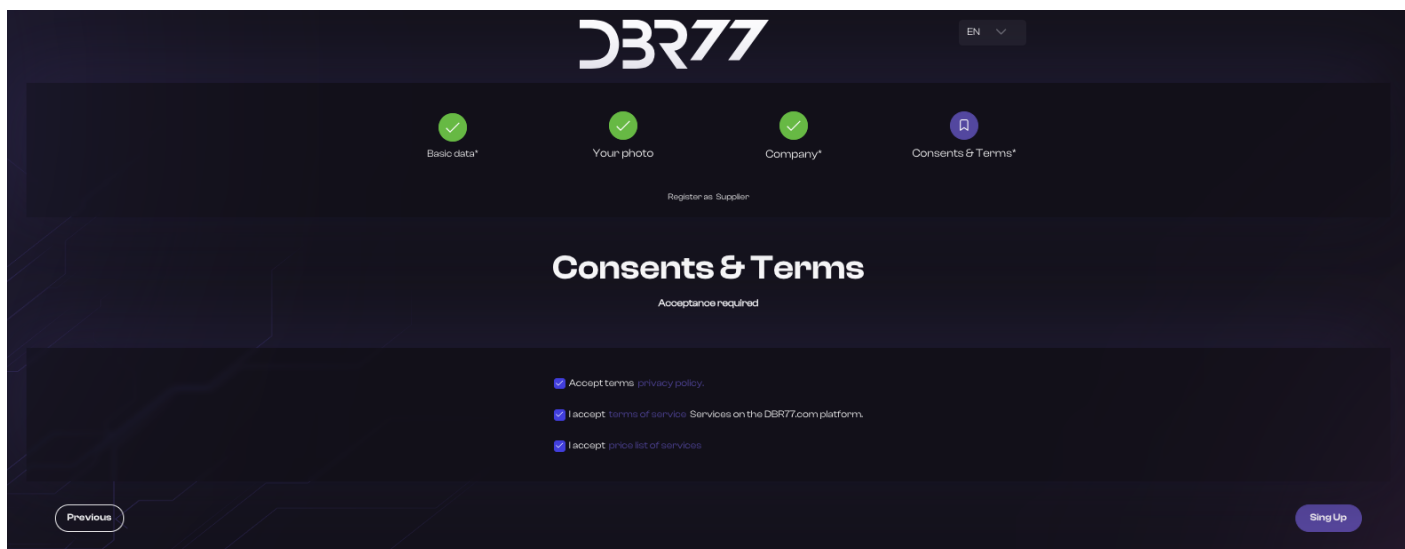 DBR77
EN
Basic data*
Your photo
Company*
Consents & Terms*
Register as Supplier
Consents & Terms
Acceptance required
Accept terms privacy policy.
I accept terms of service Services on the DBR77.com platform.
I accept price list of services
Previous
Sing Up